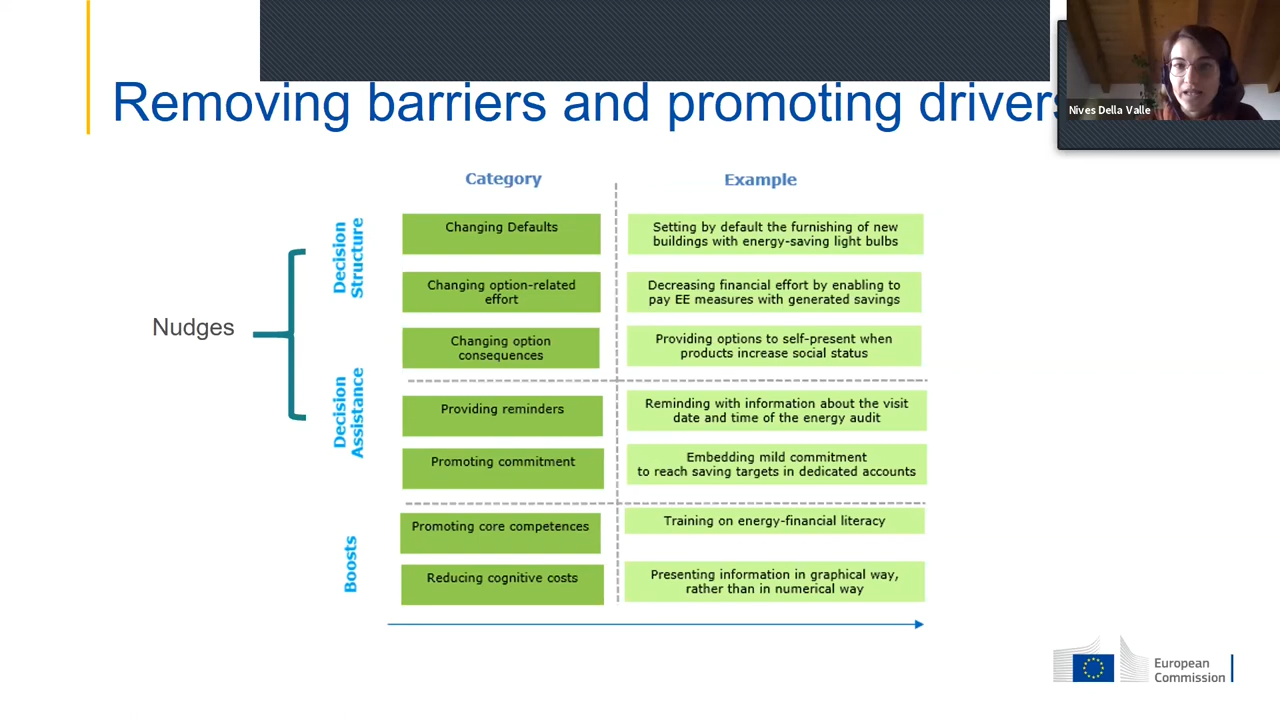 Removing barriers and promoting drivers
Nives Della Valle
Category
Example
Nudges
Decision
Structure
Changing Defaults
Setting by default the furnishing of new
buildings with energy-saving light bulbs
Changing option-related
effort
Decreasing financial effort by enabling to
pay EE measures with generated savings
Changing option
consequences
Providing options to self-present when
products increase social status
Decision
Assistance
Providing reminders
Reminding with information about the visit
date and time of the energy audit
Promoting commitment
Embedding mild commitment
to reach saving targets in dedicated accounts
Boosts
Promoting core competences
Training on energy-financial literacy
Reducing cognitive costs
Presenting information in graphical way,
rather than in numerical way
European
Commission